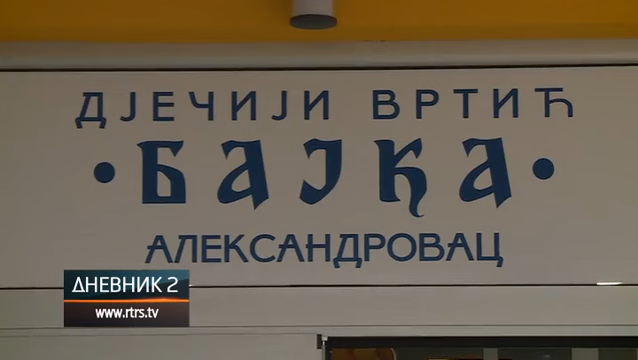 ДЈЕЧИЈИ ВРТИЋ
• БАЈКА •
АЛЕКСАНДРОВАЦ
ДНЕВНИК 2
www.rtrs.tv